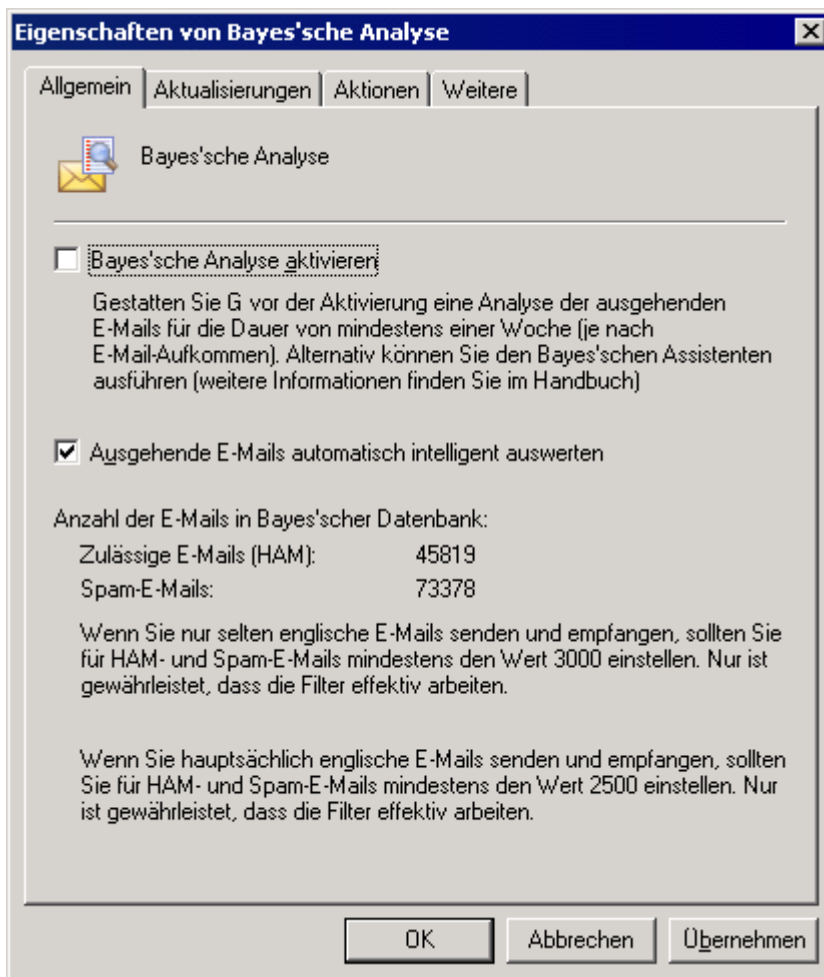 Eigenschaften von Bayes'sche Analyse
Allgemein
Aktualisierungen
Aktionen
Weitere
Bayes'sche Analyse
Bayes'sche Analyse aktivieren
Gestatten Sie G vor der Aktivierung eine Analyse der ausgehenden
E-Mails für die Dauer von mindestens einer Woche (je nach
E-Mail-Aufkommen). Alternativ können Sie den Bayes'schen Assistenten
ausführen (weitere Informationen finden Sie im Handbuch)
Ausgehende E-Mails automatisch intelligent auswerten
Anzahl der E-Mails in Bayes'scher Datenbank:
Zulässige E-Mails (HAM): 45819
Spam-E-Mails: 73378
Wenn Sie nur selten englische E-Mails senden und empfangen, sollten Sie
für HAM- und Spam-E-Mails mindestens den Wert 3000 einstellen. Nur ist
gewährleistet, dass die Filter effektiv arbeiten.
Wenn Sie hauptsächlich englische E-Mails senden und empfangen, sollten
Sie für HAM- und Spam-E-Mails mindestens den Wert 2500 einstellen. Nur
ist gewährleistet, dass die Filter effektiv arbeiten.
OK
Abbrechen
Übernehmen